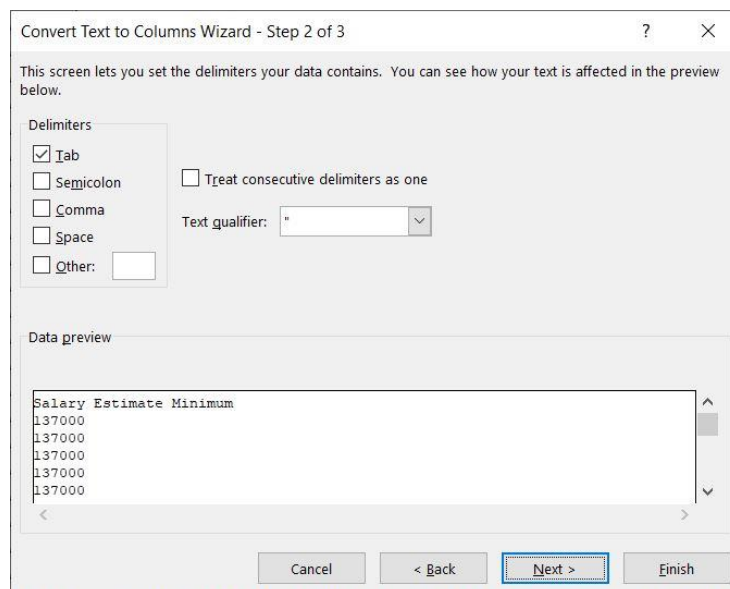 Convert Text to Columns Wizard - Step 2 of 3 ?
This screen lets you set the delimiters your data contains. You can see how your text is affected in the preview
below.
Delimiters
Tab
Semicolon
Comma
Space
Other:
Treat consecutive delimiters as one
Text qualifier: "
Data preview
Salary Estimate Minimum
137000
137000
137000
137000
137000
Cancel < Back Next > Finish